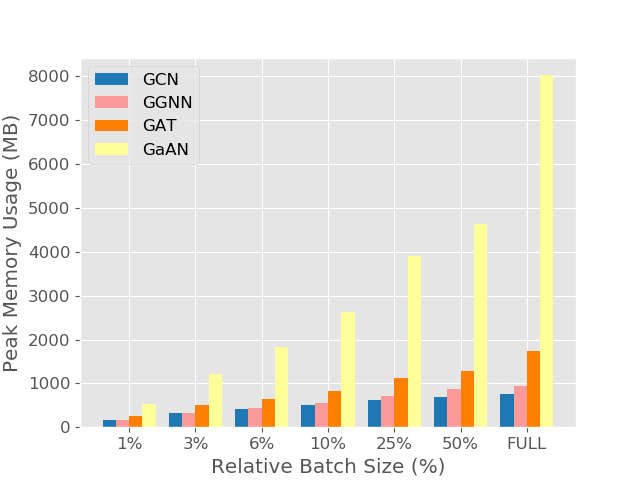 GCN
GGNN
GAT
GaAN
Peak Memory Usage (MB)
8000
7000
6000
5000
4000
3000
2000
1000
0
1% 3% 6% 10% 25% 50% FULL
Relative Batch Size (%)